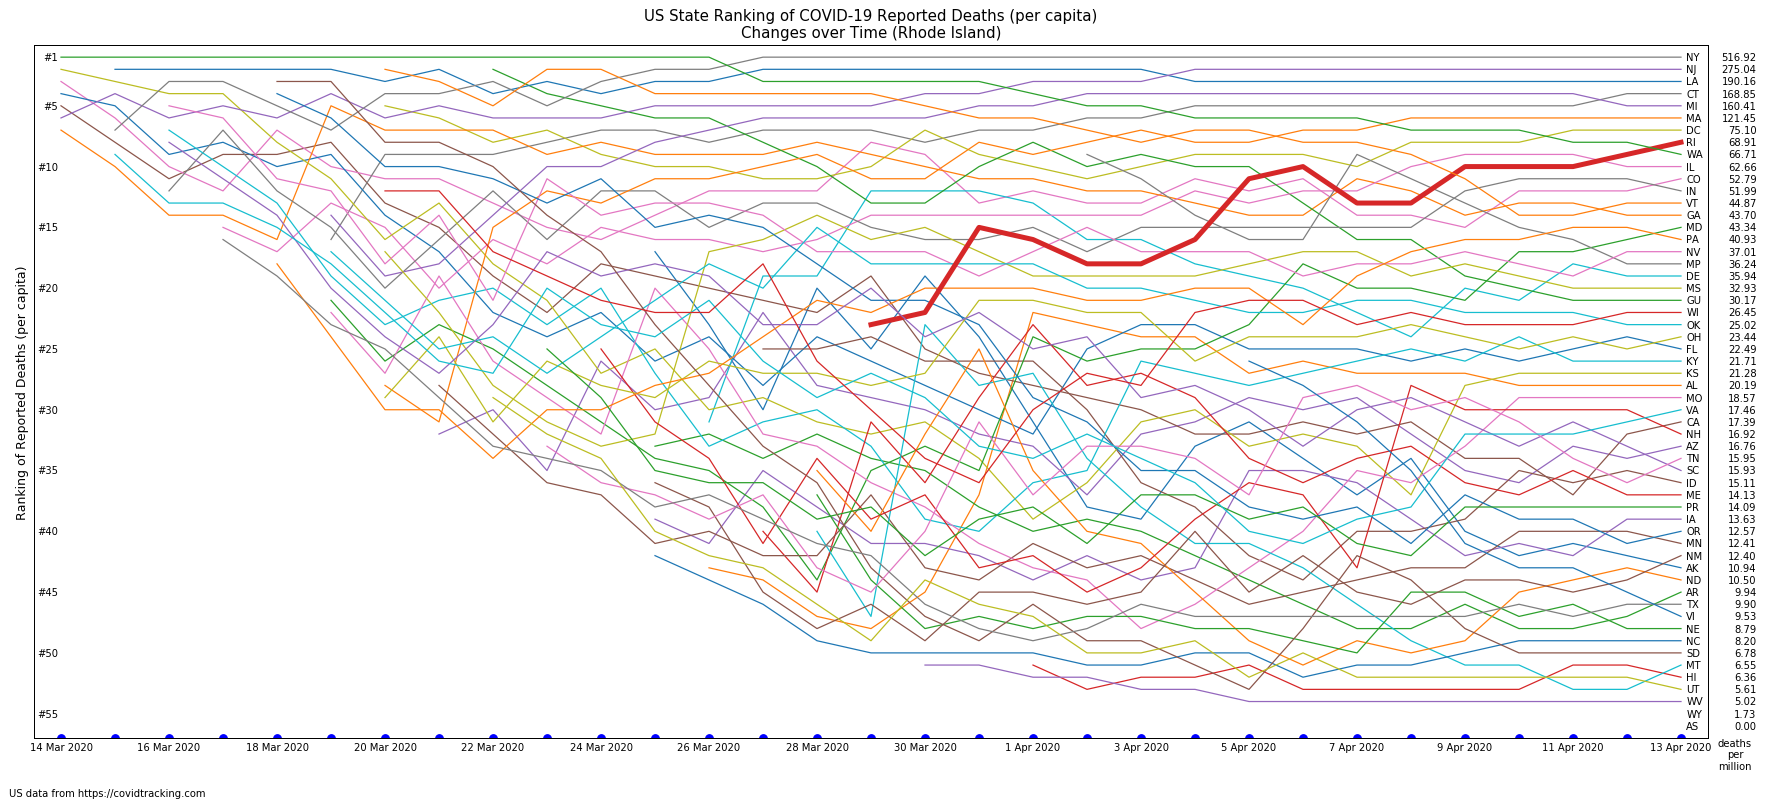 US State Ranking of COVID-19 Reported Deaths (per capita)
Changes over Time (Rhode Island)
Ranking of Reported Deaths (per capita)
#1
#5
#10
#15
#20
#25
#30
#35
#40
#45
#50
#55
NY 516.92
NJ 275.04
LA 190.16
CT 168.85
MI 160.41
MA 121.45
DC 75.10
RI 68.91
WA 66.71
IL 62.66
CO 52.79
IN 51.99
VT 44.87
GA 43.70
MD 43.34
PA 40.93
NV 37.01
MP 36.24
DE 35.94
MS 32.93
GU 30.17
WI 26.45
OK 25.02
OH 23.44
FL 22.49
KY 21.71
KS 21.28
AL 20.19
MO 18.57
VA 17.46
CA 17.39
NH 16.92
AZ 16.76
TN 15.95
SC 15.93
ID 15.11
ME 14.13
PR 14.09
IA 13.63
OR 12.57
MN 12.41
NM 12.40
AK 10.94
ND 10.50
AR 9.94
TX 9.90
VI 9.53
NE 8.79
NC 8.20
SD 6.78
MT 6.55
HI 6.36
UT 5.61
WV 5.02
WY 1.73
AS 0.00
14 Mar 2020 16 Mar 2020 18 Mar 2020 20 Mar 2020 22 Mar 2020 24 Mar 2020 26 Mar 2020 28 Mar 2020 30 Mar 2020 1 Apr 2020 3 Apr 2020 5 Apr 2020 7 Apr 2020 9 Apr 2020 11 Apr 2020 13 Apr 2020
deaths
per
million
US data from https://covidtracking.com